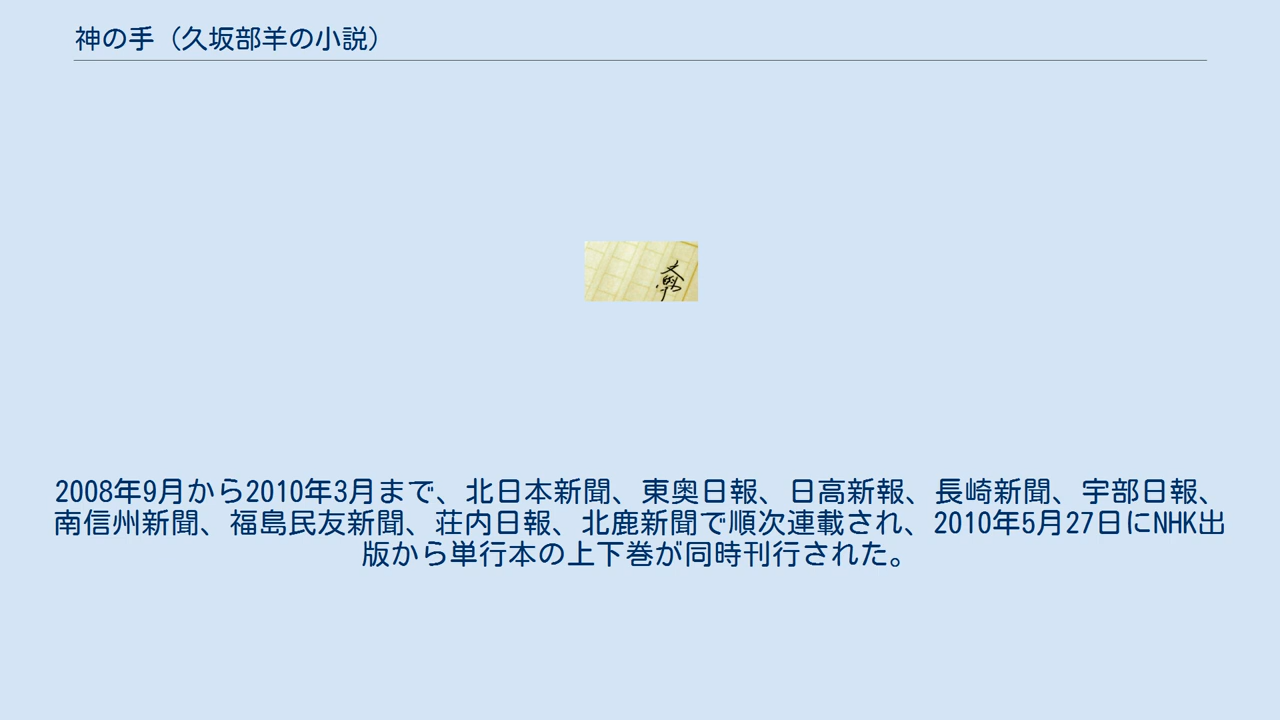 神の手（久坂部羊の小説）
2008年9月から2010年3月まで、北日本新聞、東奥日報、日高新報、長崎新聞、宇部日報、
南信州新聞、福島民友新聞、荘内日報、北鹿新聞で順次連載され、2010年5月27日にNHK出
版から単行本の上下巻が同時刊行された。